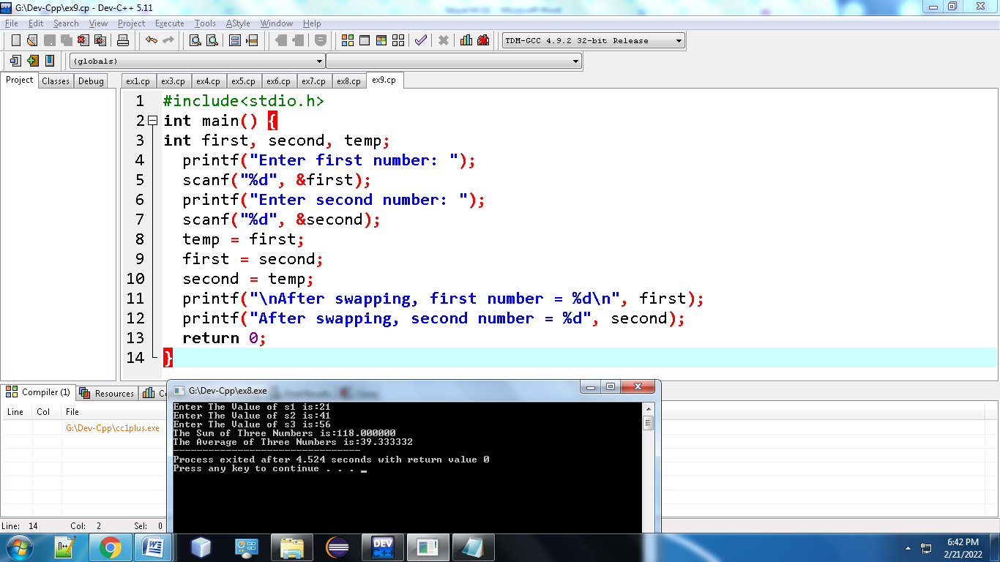 G:\Dev-Cpp\ex9.cp - Dev-C++ 5.11
File Edit Search View Project Execute Tools AStyle Window Help
TDM-GCC 4.9.2 32-bit Release
(globals)
Project Classes Debug
ex1.cp ex3.cp ex4.cp ex5.cp ex6.cp ex7.cp ex8.cp ex9.cp
1 #include<stdio.h>
2 int main() {
3 int first, second, temp;
4 printf("Enter first number: ");
5 scanf("%d", &first);
6 printf("Enter second number: ");
7 scanf("%d", &second);
8 temp = first;
9 first = second;
10 second = temp;
11 printf("\nAfter swapping, first number = %d\n", first);
12 printf("After swapping, second number = %d", second);
13 return 0;
14 }
Compiler (1) Resources
Line Col File
G:\Dev-Cpp\cc1plus.exe
G:\Dev-Cpp\ex8.exe
Enter The Value of s1 is:21
Enter The Value of s2 is:41
Enter The Value of s3 is:56
The Sum of Three Numbers is:118.000000
The Average of Three Numbers is:39.333332
--------------------------------
Process exited after 4.524 seconds with return value 0
Press any key to continue . . . _
Line: 14 Col: 2 Sel: 0
N++
DEV C++
6:42 PM
2/21/2022